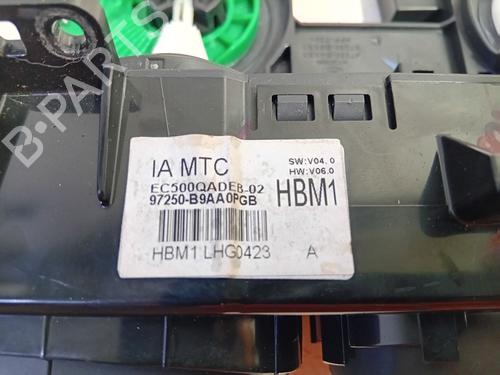 B-PARTS
IA MTC
SW:V04.0
HW:V06.0
EC500QADEB-02
97250-B9AA0PGB
HBM1
HBM1 LHG0423
A